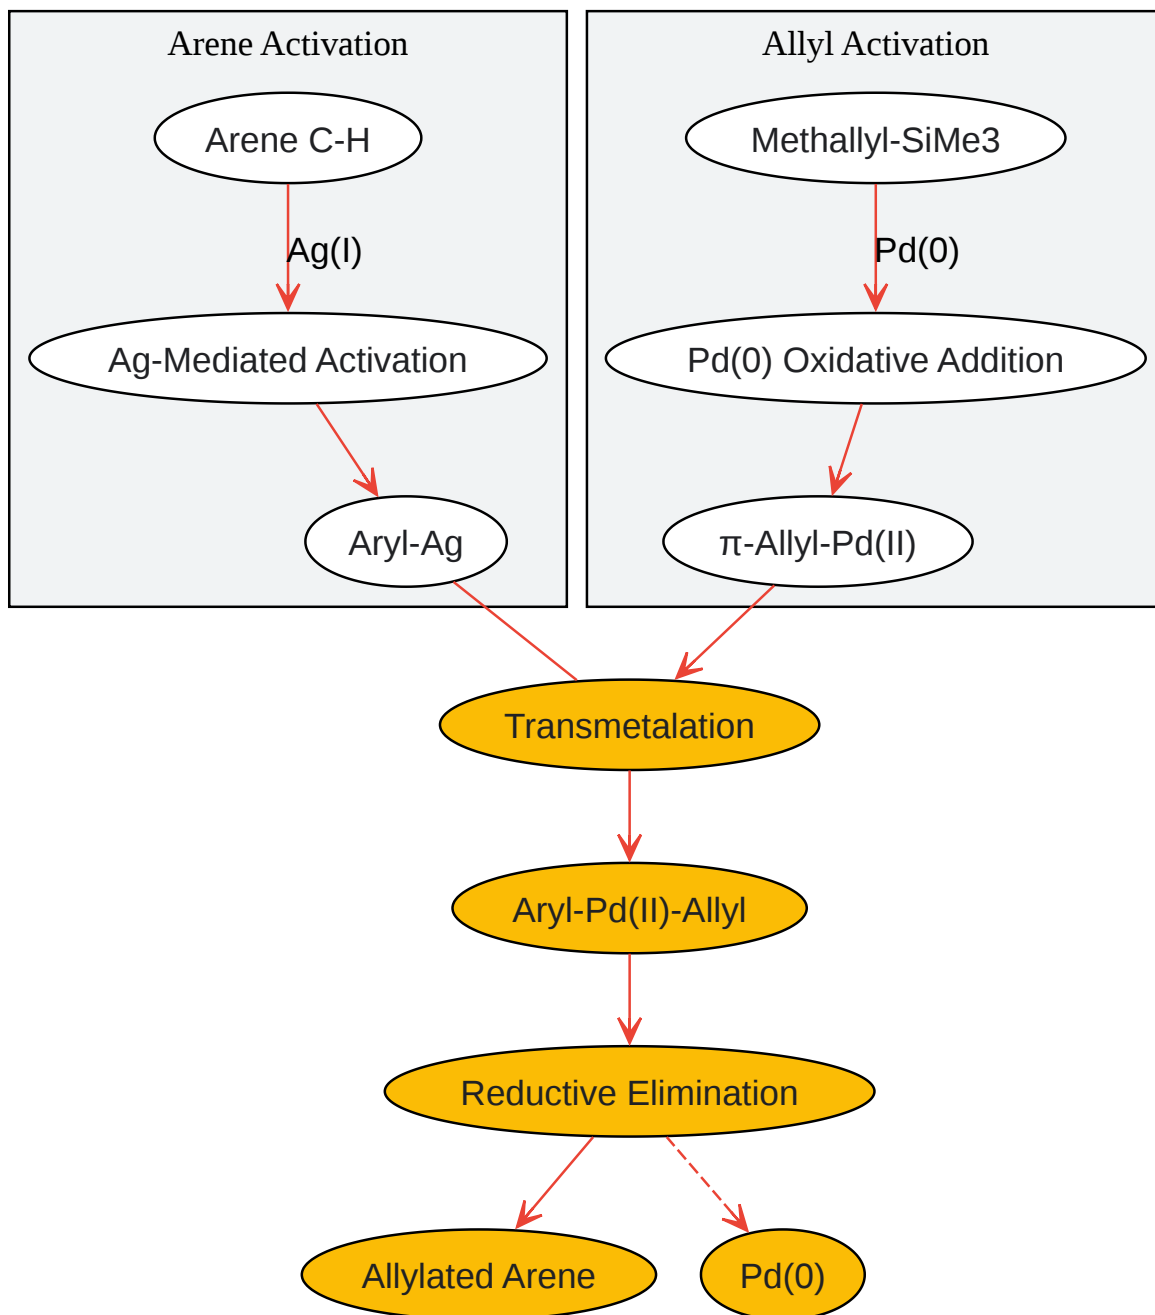 Arene Activation
Allyl Activation
Arene C-H
Methallyl-SiMe3
Ag(I)
Pd(0)
Ag-Mediated Activation
Pd(0) Oxidative Addition
Aryl-Ag
π-Allyl-Pd(II)
Transmetalation
Aryl-Pd(II)-Allyl
Reductive Elimination
Allylated Arene
Pd(0)